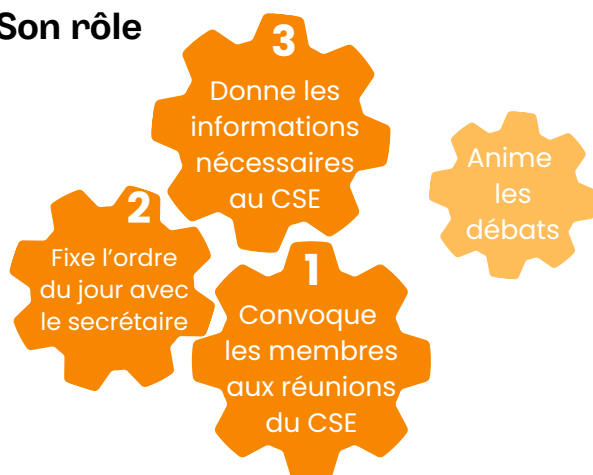 Son rôle
3
Donne les
informations
nécessaires
au CSE
Anime
les
débats
2
Fixe l'ordre
du jour avec
le secrétaire
1
Convoque
les membres
aux réunions
du CSE